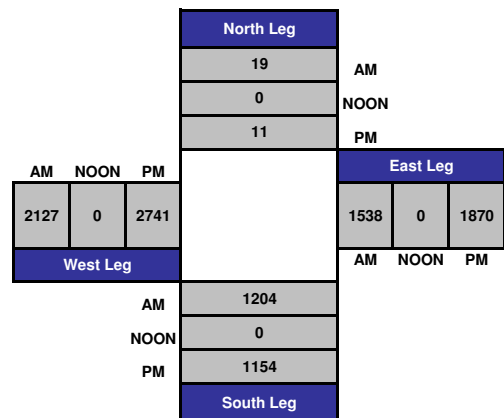 North Leg
19 AM
0 NOON
11 PM
AM NOON PM
East Leg
2127 0 2741
1538 0 1870
West Leg
AM NOON PM
AM 1204
NOON 0
PM 1154
South Leg